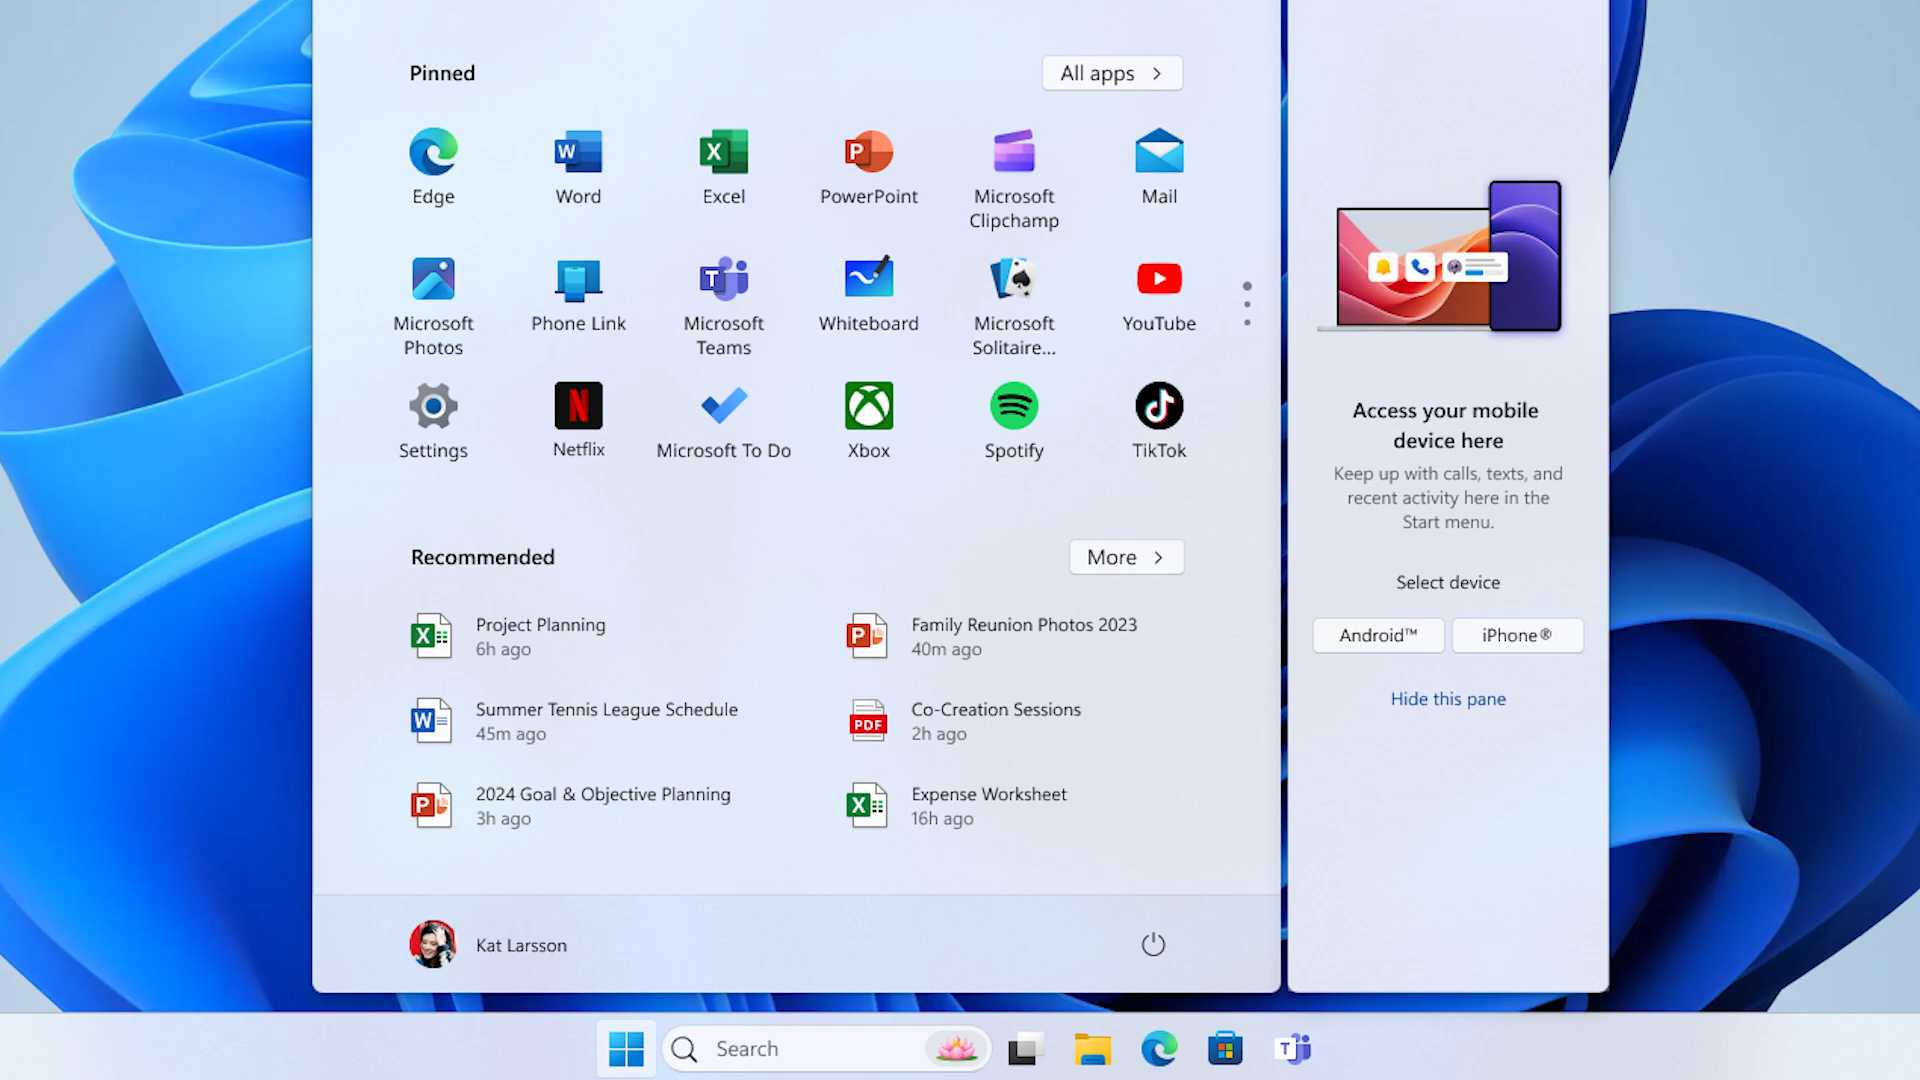 Pinned
All apps
Edge
Word
Excel
PowerPoint
Microsoft
Clipchamp
Mail
Microsoft
Photos
Phone Link
Microsoft
Teams
Whiteboard
Microsoft
Solitaire...
YouTube
Settings
Netflix
Microsoft To Do
Xbox
Spotify
TikTok
Recommended
More
Project Planning
6h ago
Family Reunion Photos 2023
40m ago
Summer Tennis League Schedule
45m ago
PDF
Co-Creation Sessions
2h ago
2024 Goal & Objective Planning
3h ago
Expense Worksheet
16h ago
Kat Larsson
Access your mobile
device here
Keep up with calls, texts, and
recent activity here in the
Start menu.
Select device
Android™
iPhone®
Hide this pane
Search